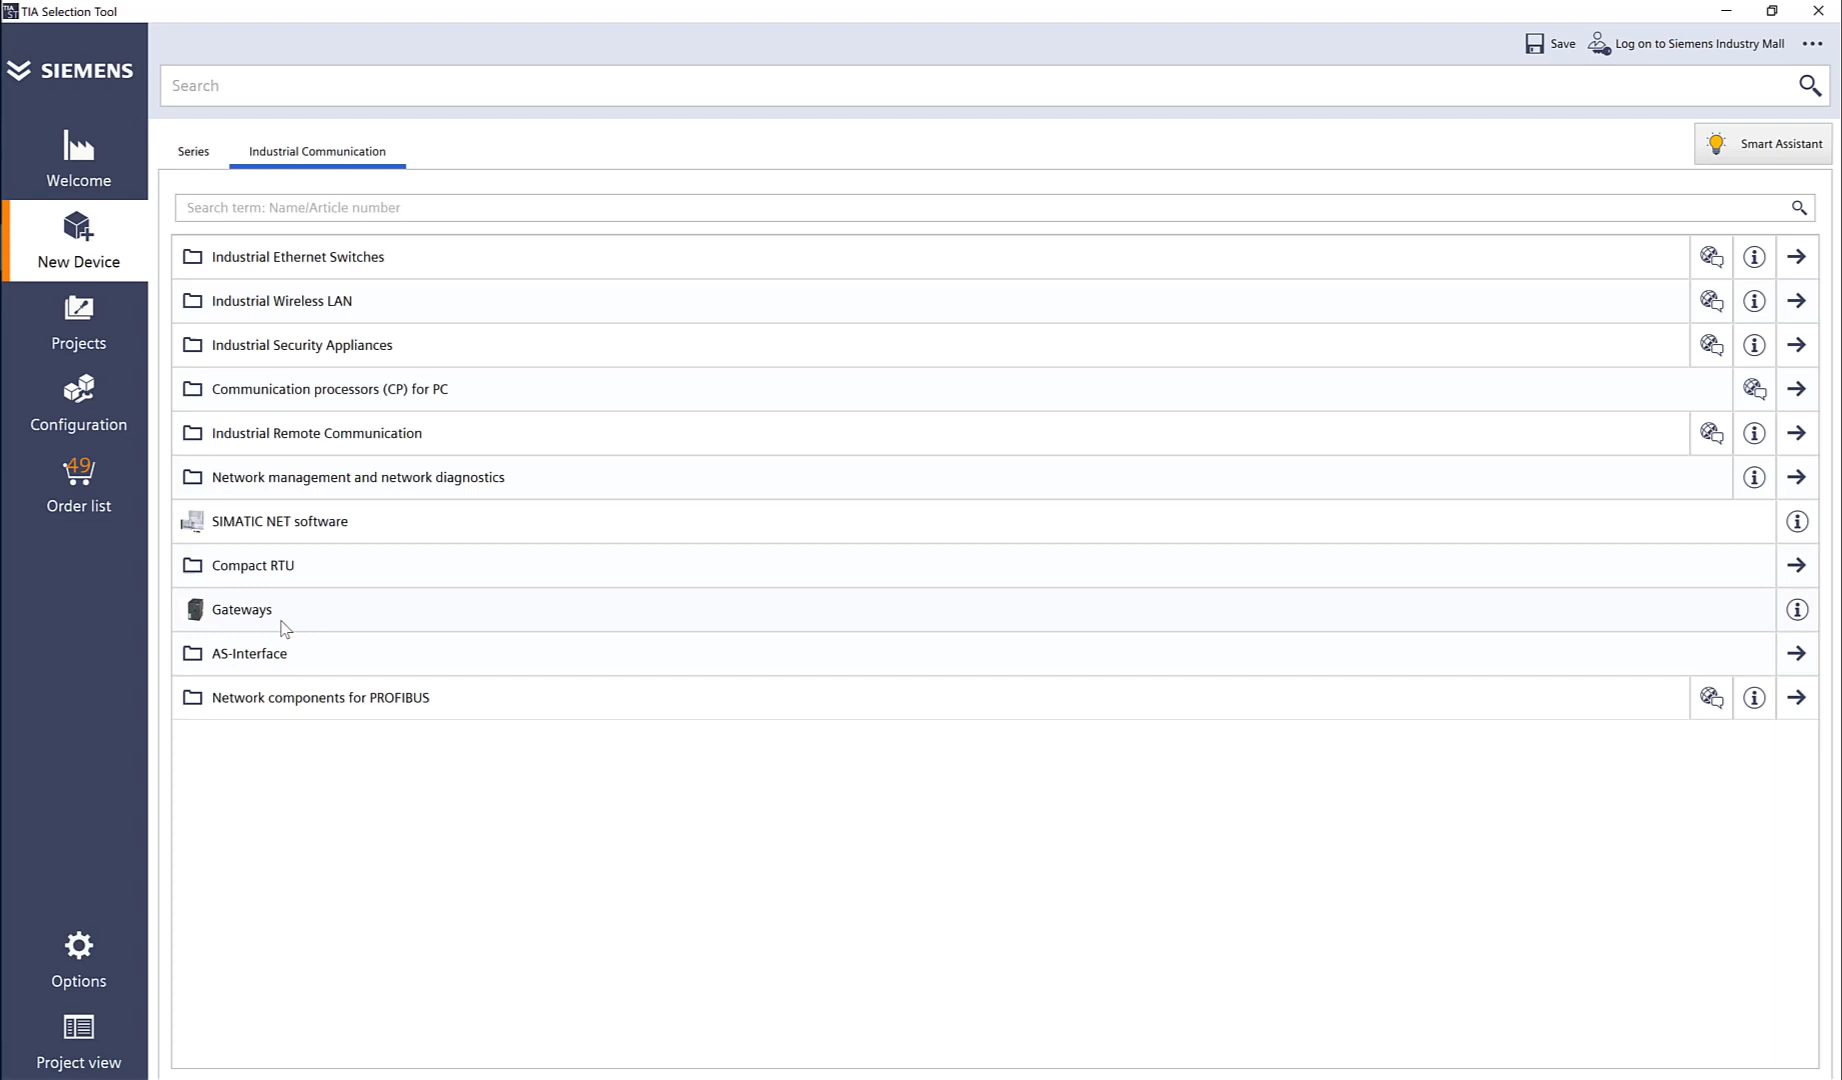 TIA Selection Tool
Save
Log on to Siemens Industry Mall
SIEMENS
Search
Series
Industrial Communication
Smart Assistant
Welcome
Search term: Name/Article number
New Device
Industrial Ethernet Switches
Industrial Wireless LAN
Projects
Industrial Security Appliances
Communication processors (CP) for PC
Configuration
Industrial Remote Communication
49
Network management and network diagnostics
Order list
SIMATIC NET software
Compact RTU
Gateways
AS-Interface
Network components for PROFIBUS
Options
Project view